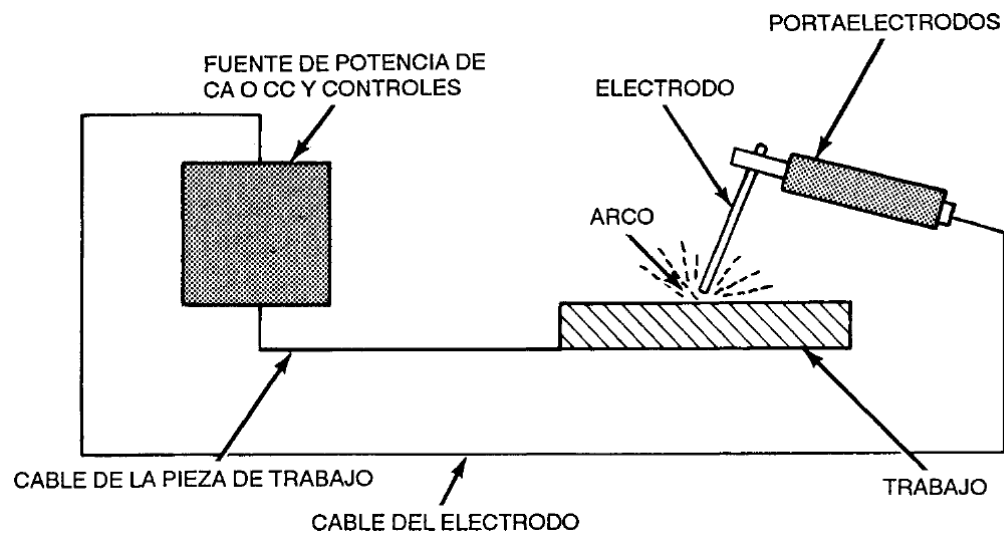 PORTAELECTRODOS
FUENTE DE POTENCIA DE
CA O CC Y CONTROLES
ELECTRODO
ARCO
CABLE DE LA PIEZA DE TRABAJO
TRABAJO
CABLE DEL ELECTRODO